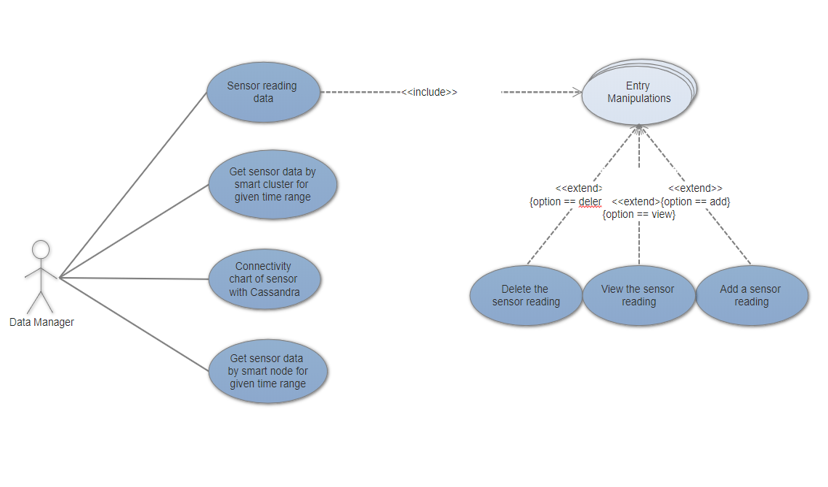 Sensor reading
data
<<include>>
Entry
Manipulations
Get sensor data by
smart cluster for
given time range
<<extend>
{option == deler
<<extend>
{option == view}
<<extend>>
{option == add}
Connectivity
chart of sensor
with Cassandra
Delete the
sensor reading
View the sensor
reading
Add a sensor
reading
Data Manager
Get sensor data
by smart node for
given time range